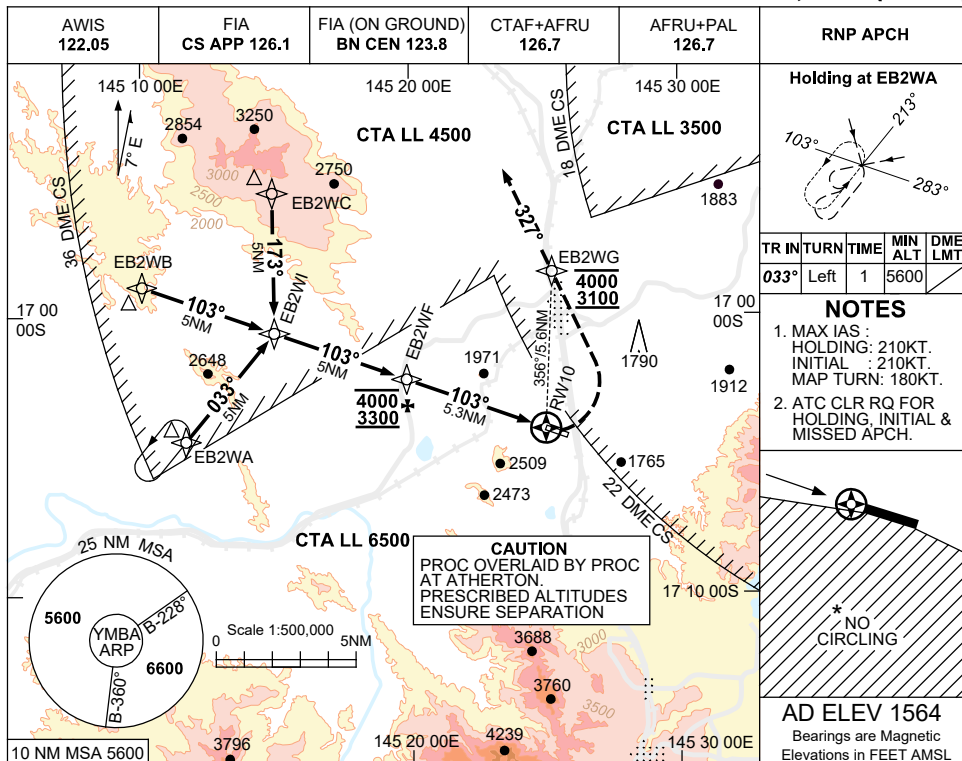 AWIS
122.05
FIA
CS APP 126.1
FIA (ON GROUND)
BN CEN 123.8
CTAF+AFRU
126.7
AFRU+PAL
126.7
RNP APCH
145 10 00E
145 20 00E
145 30 00E
7° E
2854
3250
CTA LL 4500
18 DME CS
CTA LL 3500
3000
2500
2000
2750
1883
EB2WC
327°
36 DME CS
173°
5NM
EB2WB
EB2WI
EB2WG
4000
3100
17 00
00S
17 00
00S
103°
5NM
EB2WF
103°
5NM
356°/5.6NM
1790
1971
1912
2648
033°
5NM
4000
3300
103°
5.3NM
RW10
EB2WA
2509
1765
2473
22 DME CS
CTA LL 6500
CAUTION
PROC OVERLAID BY PROC
AT ATHERTON.
PRESCRIBED ALTITUDES
ENSURE SEPARATION
17 10 00S
25 NM MSA
5600
YMBA
ARP
B-228°
6600
B-360°
Scale 1:500,000
0
5NM
3688
3000
3760
3500
10 NM MSA 5600
3796
145 20 00E
4239
145 30 00E
Holding at EB2WA
213°
103°
283°
TR IN TURN TIME MIN ALT DME LMT
033° Left 1 5600
NOTES
1. MAX IAS :
HOLDING: 210KT.
INITIAL : 210KT.
MAP TURN: 180KT.
2. ATC CLR RQ FOR
HOLDING, INITIAL &
MISSED APCH.
*
NO
CIRCLING
AD ELEV 1564
Bearings are Magnetic
Elevations in FEET AMSL